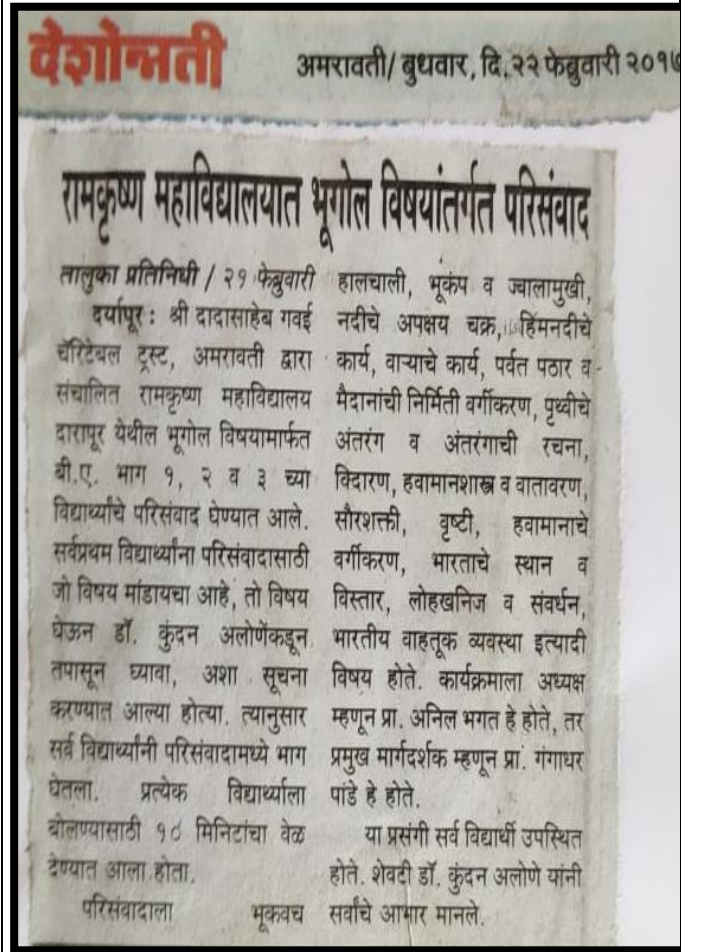 देशोन्नती
अमरावती/ बुधवार, दि. २२ फेब्रुवारी २०१७
रामकृष्ण महाविद्यालयात भूगोल विषयांतर्गत परिसंवाद
तालुका प्रतिनिधी / २१ फेब्रुवारी
दर्यापूर : श्री दादासाहेब गवई
चॅरिटेबल ट्रस्ट, अमरावती द्वारा
संचालित रामकृष्ण महाविद्यालय
दारापूर येथील भूगोल विषयामार्फत
बी.ए. भाग १, २ व ३ च्या
विद्यार्थ्यांचे परिसंवाद घेण्यात आले.
सर्वप्रथम विद्यार्थ्यांना परिसंवादासाठी
जो विषय मांडायचा आहे, तो विषय
घेऊन डॉ. कुंदन अलोणेंकडून
तपासून घ्यावा, अशा सूचना
करण्यात आल्या होत्या. त्यानुसार
सर्व विद्यार्थ्यांनी परिसंवादामध्ये भाग
घेतला. प्रत्येक विद्यार्थ्याला
बोलण्यासाठी १० मिनिटांचा वेळ
देण्यात आला होता.
परिसंवादाला भूकवच
हालचाली, भूकंप व ज्वालामुखी,
नदीचे अपक्षय चक्र, हिमनदीचे
कार्य, वाऱ्याचे कार्य, पर्वत पठार व
मैदानांची निर्मिती वर्गीकरण, पृथ्वीचे
अंतरंग व अंतरंगाची रचना,
विदारण, हवामानशास्त्र व वातावरण,
सौरशक्ती, वृष्टी, हवामानाचे
वर्गीकरण, भारताचे स्थान व
विस्तार, लोहखनिज व संवर्धन,
भारतीय वाहतूक व्यवस्था इत्यादी
विषय होते. कार्यक्रमाला अध्यक्ष
म्हणून प्रा. अनिल भगत हे होते, तर
प्रमुख मार्गदर्शक म्हणून प्रा. गंगाधर
पांडे हे होते.
या प्रसंगी सर्व विद्यार्थी उपस्थित
होते. शेवटी डॉ. कुंदन अलोणे यांनी
सर्वांचे आभार मानले.